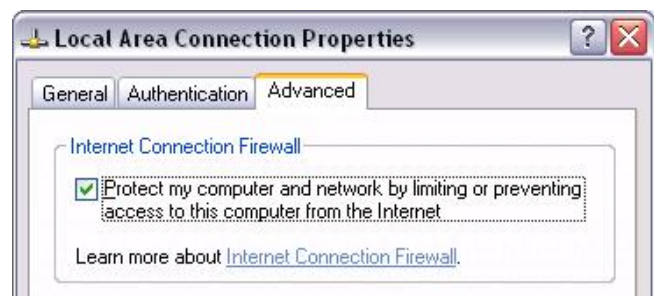 Local Area Connection Properties
?
General Authentication Advanced
Internet Connection Firewall
Protect my computer and network by limiting or preventing
access to this computer from the Internet
Learn more about Internet Connection Firewall.